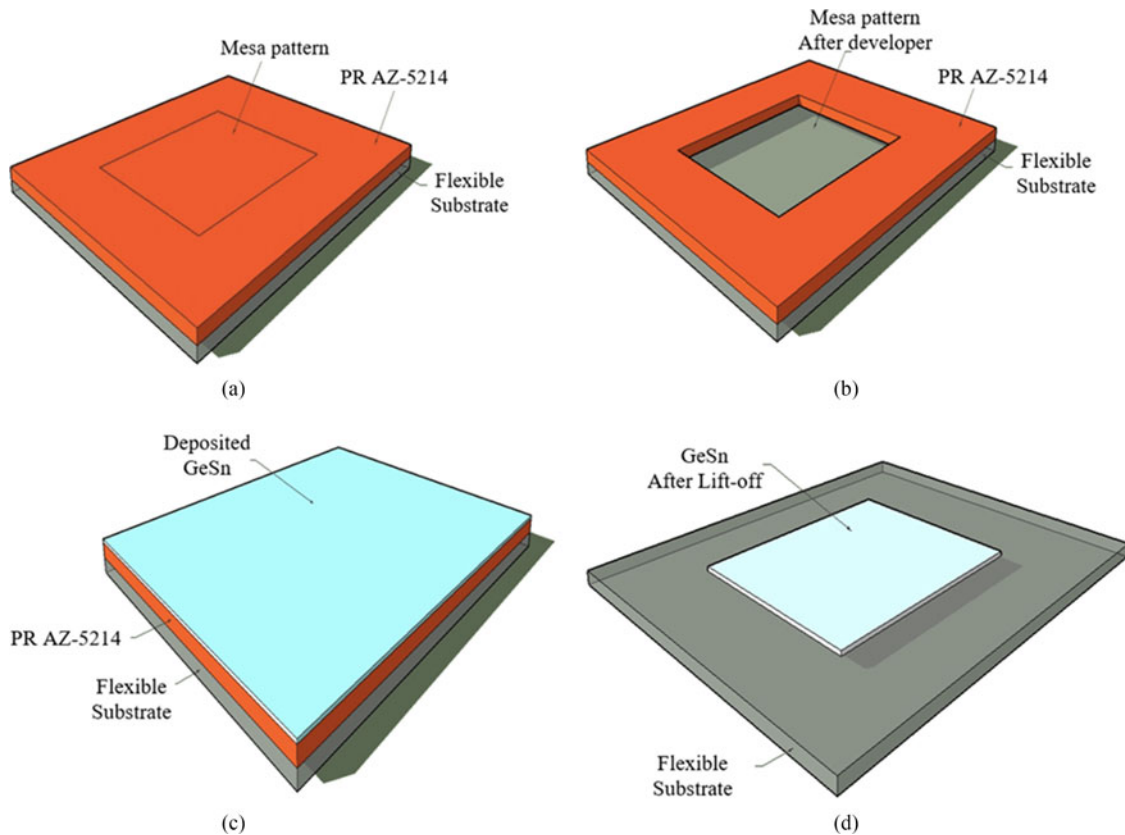 Mesa pattern
PR AZ-5214
Flexible
Substrate
(a)
Mesa pattern
After developer
PR AZ-5214
Flexible
Substrate
(b)
Deposited
GeSn
PR AZ-5214
Flexible
Substrate
(c)
GeSn
After Lift-off
Flexible
Substrate
(d)